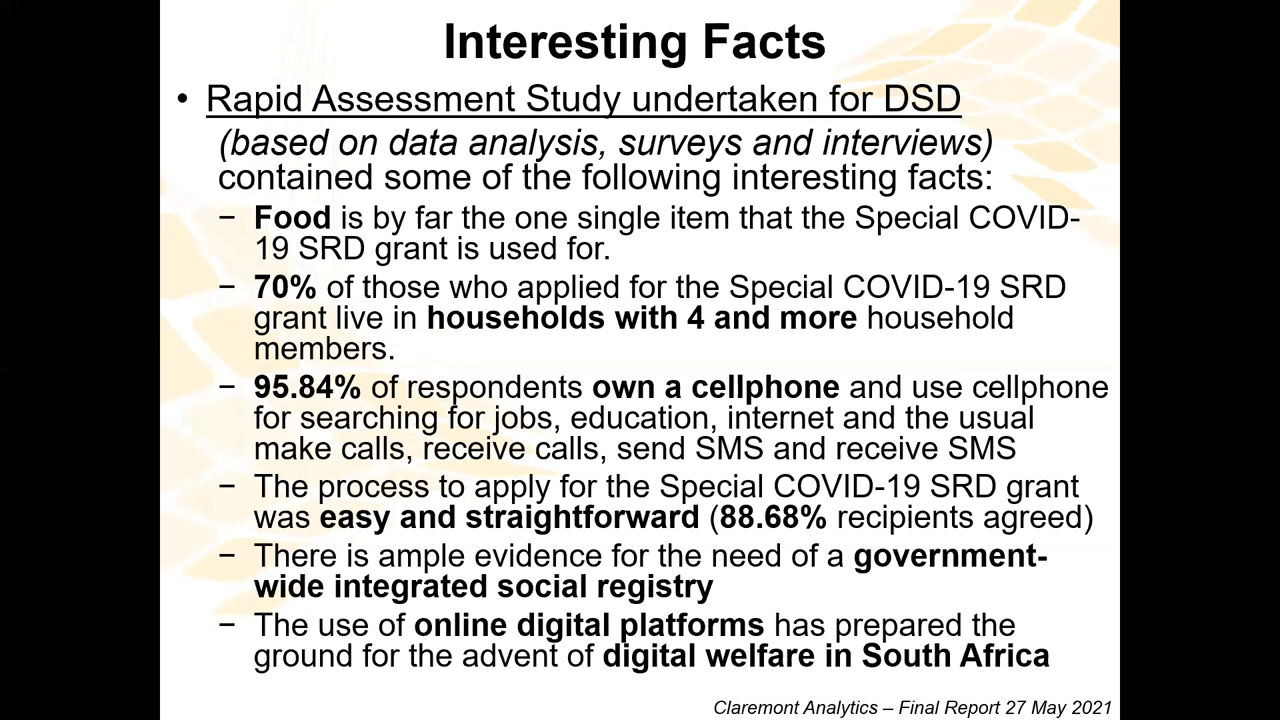 Interesting Facts
• Rapid Assessment Study undertaken for DSD
(based on data analysis, surveys and interviews)
contained some of the following interesting facts:
− Food is by far the one single item that the Special COVID-
19 SRD grant is used for.
− 70% of those who applied for the Special COVID-19 SRD
grant live in households with 4 and more household
members.
− 95.84% of respondents own a cellphone and use cellphone
for searching for jobs, education, internet and the usual
make calls, receive calls, send SMS and receive SMS
− The process to apply for the Special COVID-19 SRD grant
was easy and straightforward (88.68% recipients agreed)
− There is ample evidence for the need of a government-
wide integrated social registry
− The use of online digital platforms has prepared the
ground for the advent of digital welfare in South Africa
Claremont Analytics – Final Report 27 May 2021